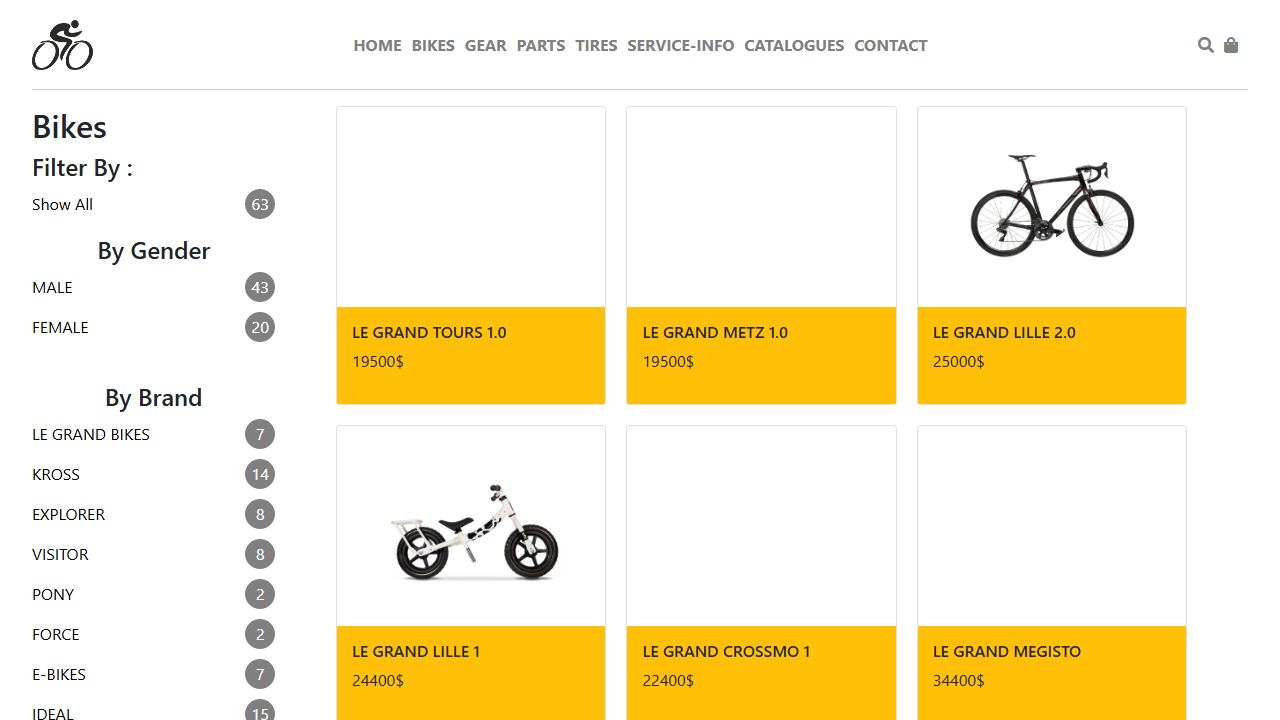 HOME BIKES GEAR PARTS TIRES SERVICE-INFO CATALOGUES CONTACT
Bikes
Filter By :
Show All 63
By Gender
MALE 43
FEMALE 20
By Brand
LE GRAND BIKES 7
KROSS 14
EXPLORER 8
VISITOR 8
PONY 2
FORCE 2
E-BIKES 7
IDEAL 15
LE GRAND TOURS 1.0
19500$
LE GRAND METZ 1.0
19500$
LE GRAND LILLE 2.0
25000$
LE GRAND LILLE 1
24400$
LE GRAND CROSSMO 1
22400$
LE GRAND MEGISTO
34400$